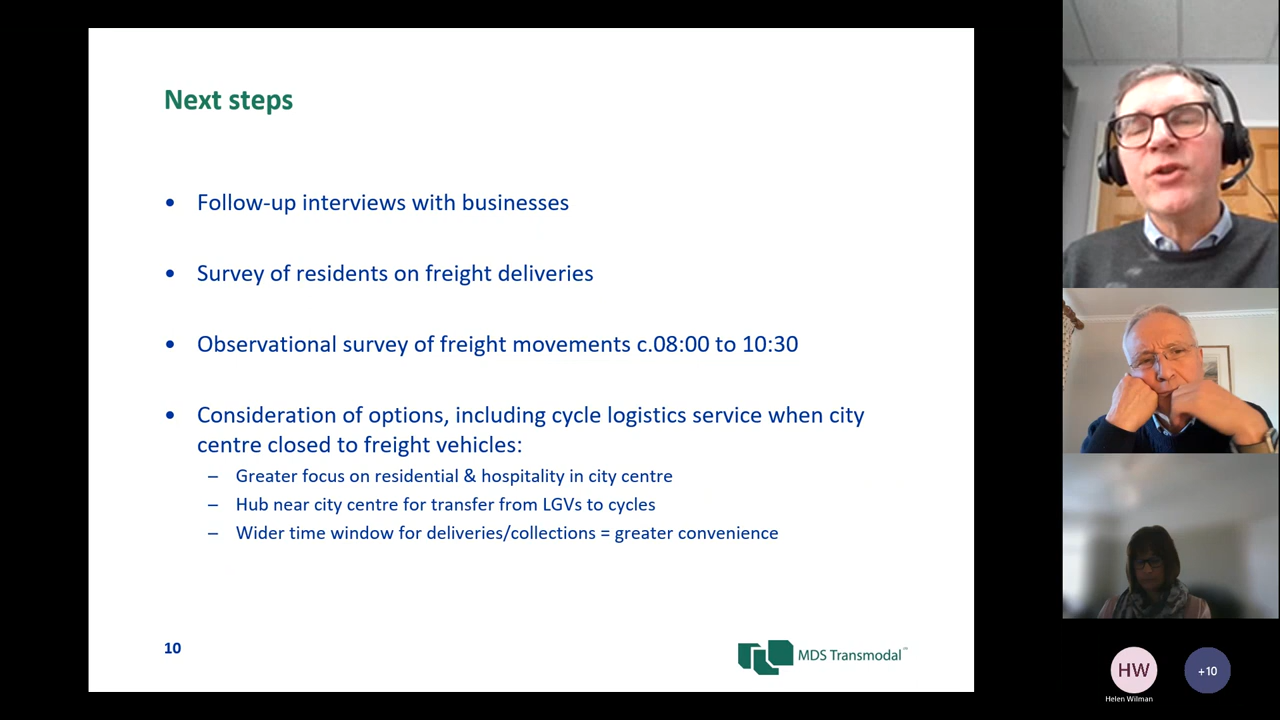 Next steps
• Follow-up interviews with businesses
• Survey of residents on freight deliveries
• Observational survey of freight movements c.08:00 to 10:30
• Consideration of options, including cycle logistics service when city
centre closed to freight vehicles:
– Greater focus on residential & hospitality in city centre
– Hub near city centre for transfer from LGVs to cycles
– Wider time window for deliveries/collections = greater convenience
10
MDS Transmodal™
HW
+10
Helen Wilman